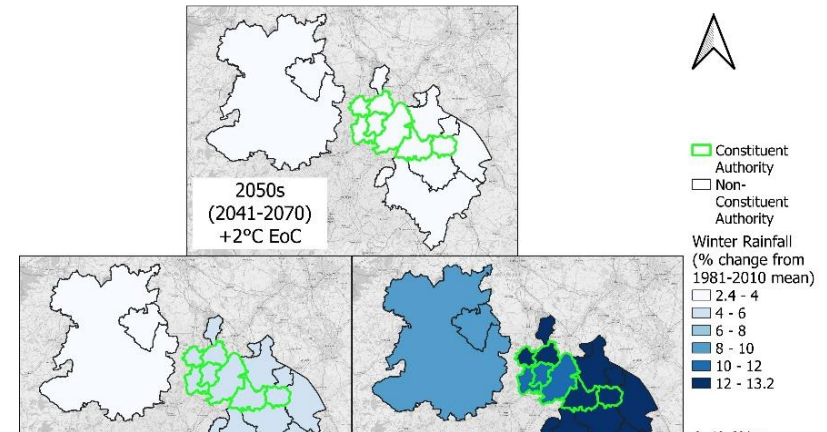 2050s
(2041-2070)
+2°C EoC
Constituent
Authority
Non-
Constituent
Authority
Winter Rainfall
(% change from
1981-2010 mean)
2.4 - 4
4 - 6
6 - 8
8 - 10
10 - 12
12 - 13.2